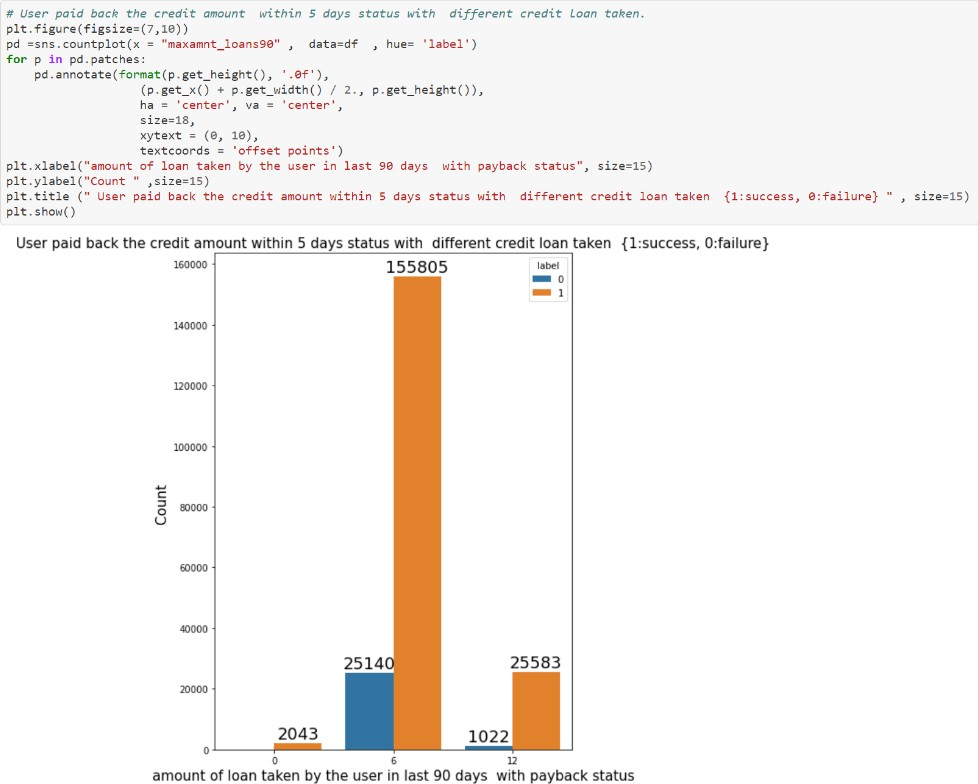 # User paid back the credit amount  within 5 days status with  different credit Loan taken.
plt.figure(figsize=(7,10))
pd =sns.countplot(x = "maxamnt_loans90" ,  data=df  , hue= 'label')
for p in pd.patches:
    pd.annotate(format(p.get_height(), '.0f'),
                   (p.get_x() + p.get_width() / 2., p.get_height()),
                   ha = 'center', va = 'center',
                   size=18,
                   xytext = (0, 10),
                   textcoords = 'offset points')
plt.xlabel("amount of loan taken by the user in last 90 days  with payback status", size=15)
plt.ylabel("Count " ,size=15)
plt.title (" User paid back the credit amount within 5 days status with  different credit loan taken  {1:success, 0:failure} " , size=15)
plt.show()
User paid back the credit amount within 5 days status with  different credit loan taken  {1:success, 0:failure}
160000
155805
label
0
1
140000
120000
100000
80000
Count
60000
40000
25140
25583
20000
2043
1022
0
0
6
12
amount of loan taken by the user in last 90 days  with payback status